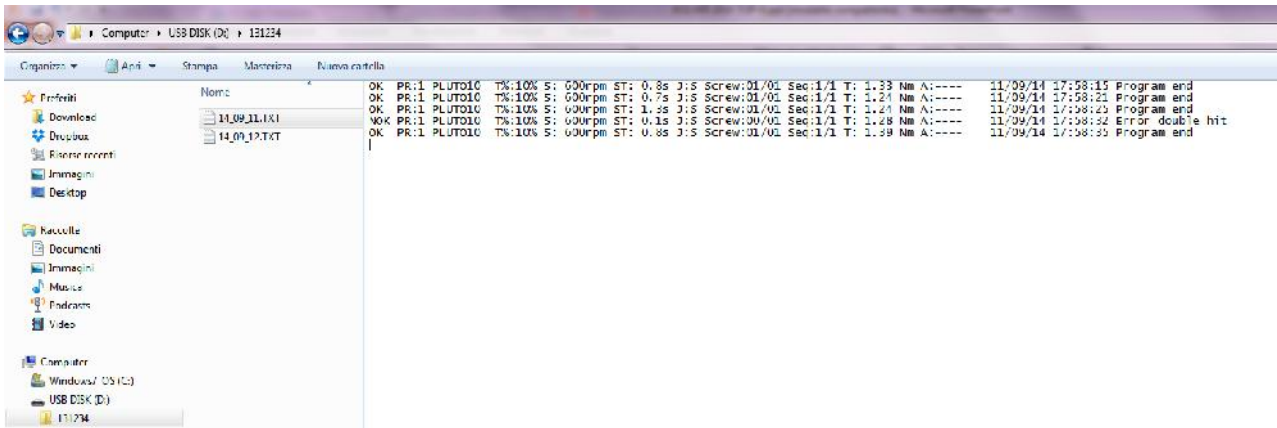 Computer ▸ USB DISK (D:) ▸ 131234
Organizza Apri Stampa Masterizza Nuova cartella
Preferiti
Download
Dropbox
Risorse recenti
Immagini
Desktop
Raccolte
Documenti
Immagini
Musica
Podcasts
Video
Computer
Windows7_OS (C:)
USB DISK (D:)
131234
Nome
14_09_11.TXT
14_09_12.TXT
OK PR:1 PLUTO10 T%:10% S: 600rpm ST: 0.8s J:S Screw:01/01 Seq:1/1 T: 1.33 Nm A:---- 11/09/14 17:58:15 Program end
OK PR:1 PLUTO10 T%:10% S: 600rpm ST: 0.7s J:S Screw:01/01 Seq:1/1 T: 1.24 Nm A:---- 11/09/14 17:58:21 Program end
OK PR:1 PLUTO10 T%:10% S: 600rpm ST: 1.3s J:S Screw:01/01 Seq:1/1 T: 1.24 Nm A:---- 11/09/14 Program end
NOK PR:1 PLUTO10 T%:10% S: 600rpm ST: 0.1s J:S Screw:00/01 Seq:1/1 T: 1.28 Nm A:---- 11/09/14 17:58:32 Error double hit
OK PR:1 PLUTO10 T%:10% S: 600rpm ST: 0.8s J:S Screw:01/01 Seq:1/1 T: 1.39 Nm A:---- 11/09/14 17:58:35 Program end